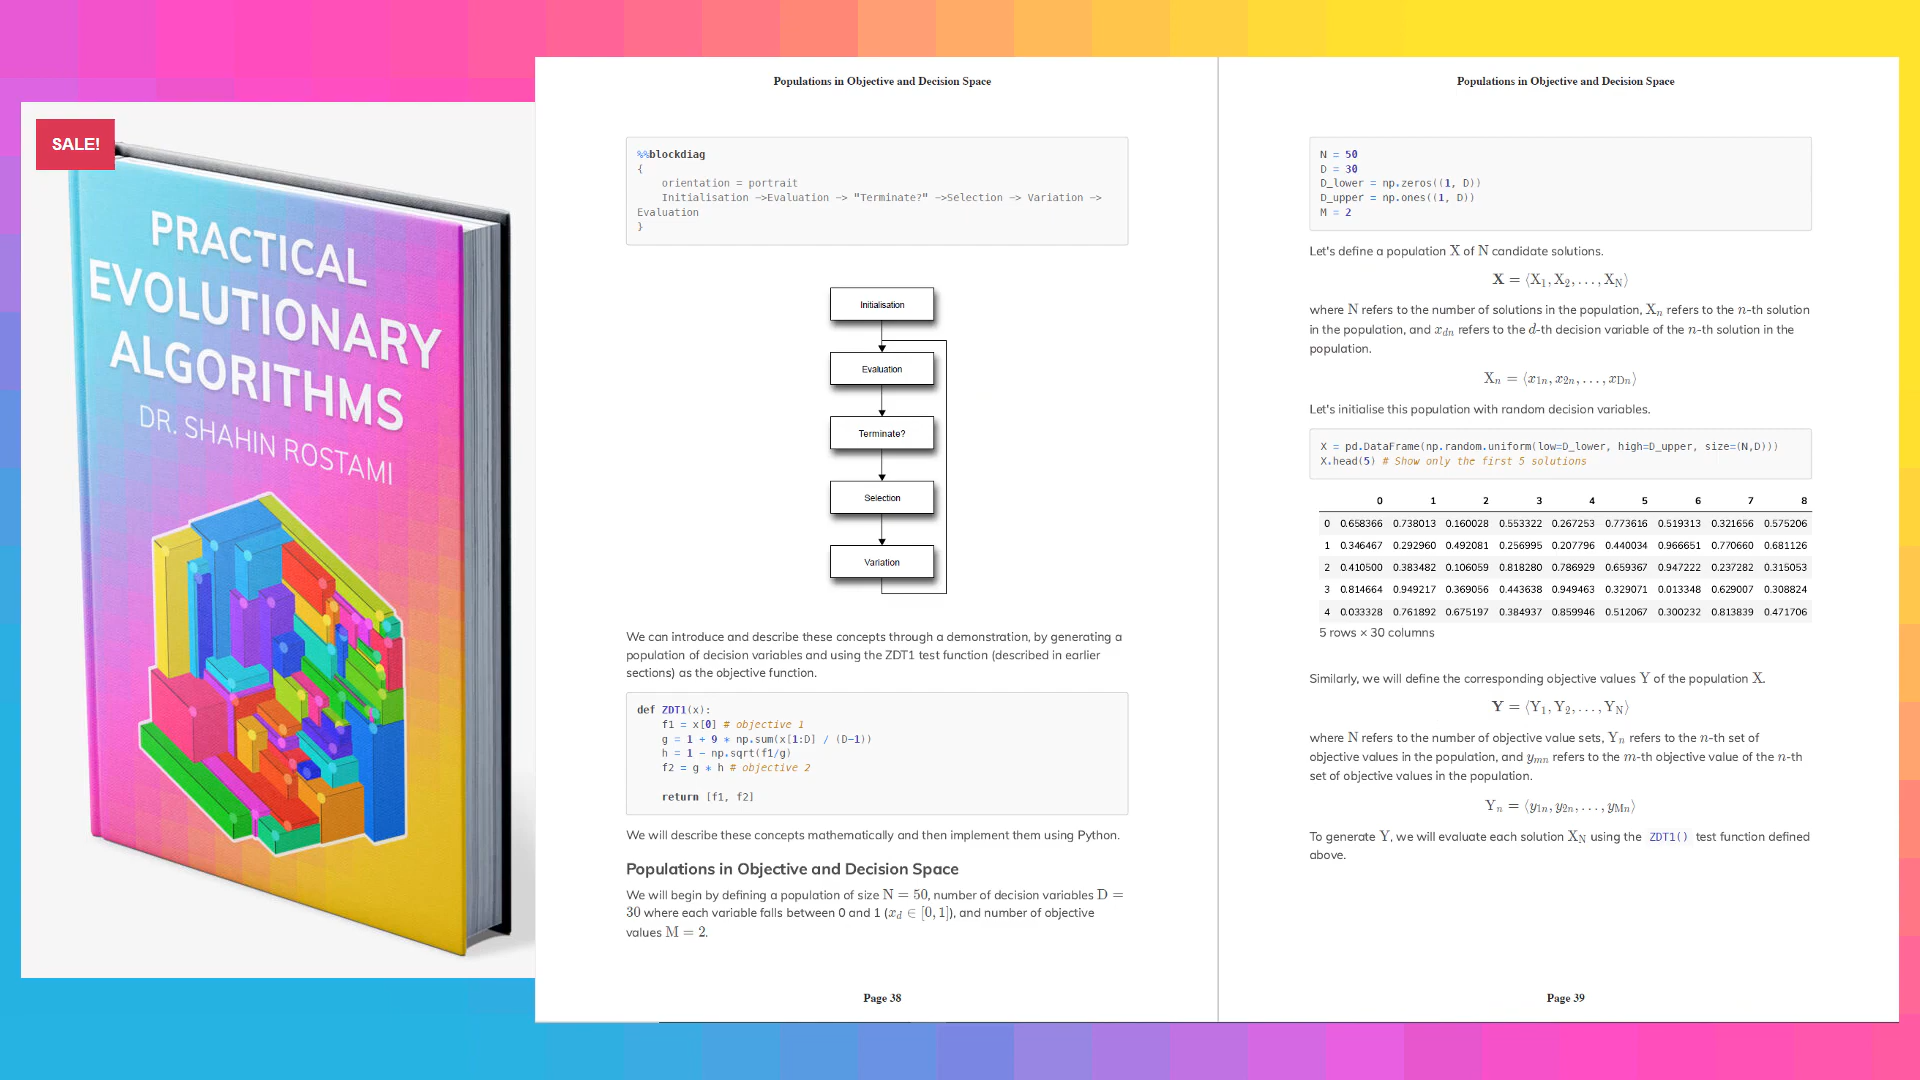 SALE!
PRACTICAL
EVOLUTIONARY
ALGORITHMS
DR. SHAHIN ROSTAMI
Populations in Objective and Decision Space
%%blockdiag
{
orientation = portrait
Initialisation −>Evaluation −> "Terminate?" −>Selection −> Variation −>
Evaluation
}
Initialisation
Evaluation
Terminate?
Selection
Variation
We can introduce and describe these concepts through a demonstration, by generating a
population of decision variables and using the ZDT1 test function (described in earlier
sections) as the objective function.
def ZDT1(x):
f1 = x[0] # objective 1
g = 1 + 9 * np.sum(x[1:D] / (D−1))
h = 1 − np.sqrt(f1/g)
f2 = g * h # objective 2
return [f1, f2]
We will describe these concepts mathematically and then implement them using Python.
Populations in Objective and Decision Space
We will begin by defining a population of size N = 50, number of decision variables D =
30 where each variable falls between 0 and 1 (x_d ∈ [0, 1]), and number of objective
values M = 2.
Page 38
Populations in Objective and Decision Space
N = 50
D = 30
D_lower = np.zeros((1, D))
D_upper = np.ones((1, D))
M = 2
Let's define a population X of N candidate solutions.
X = ⟨X₁, X₂, . . . , X_N⟩
where N refers to the number of solutions in the population, Xₙ refers to the n-th solution
in the population, and x_dn refers to the d-th decision variable of the n-th solution in the
population.
Xₙ = ⟨x₁ₙ, x₂ₙ, . . . , x_Dn⟩
Let's initialise this population with random decision variables.
X = pd.DataFrame(np.random.uniform(low=D_lower, high=D_upper, size=(N,D)))
X.head(5) # Show only the first 5 solutions
0 1 2 3 4 5 6 7 8
0 0.658366 0.738013 0.160028 0.553322 0.267253 0.773616 0.519313 0.321656 0.575206
1 0.346467 0.292960 0.492081 0.256995 0.207796 0.440034 0.966651 0.770660 0.681126
2 0.410500 0.383482 0.106059 0.818280 0.786929 0.659367 0.947222 0.237282 0.315053
3 0.814664 0.949217 0.369056 0.443638 0.949463 0.329071 0.013348 0.629007 0.308824
4 0.033328 0.761892 0.675197 0.384937 0.859946 0.512067 0.300232 0.813839 0.471706
5 rows × 30 columns
Similarly, we will define the corresponding objective values Y of the population X.
Y = ⟨Y₁, Y₂, . . . , Y_N⟩
where N refers to the number of objective value sets, Yₙ refers to the n-th set of
objective values in the population, and y_mn refers to the m-th objective value of the n-th
set of objective values in the population.
Yₙ = ⟨y₁ₙ, y₂ₙ, . . . , y_Mn⟩
To generate Y, we will evaluate each solution X_N using the ZDT1() test function defined
above.
Page 39